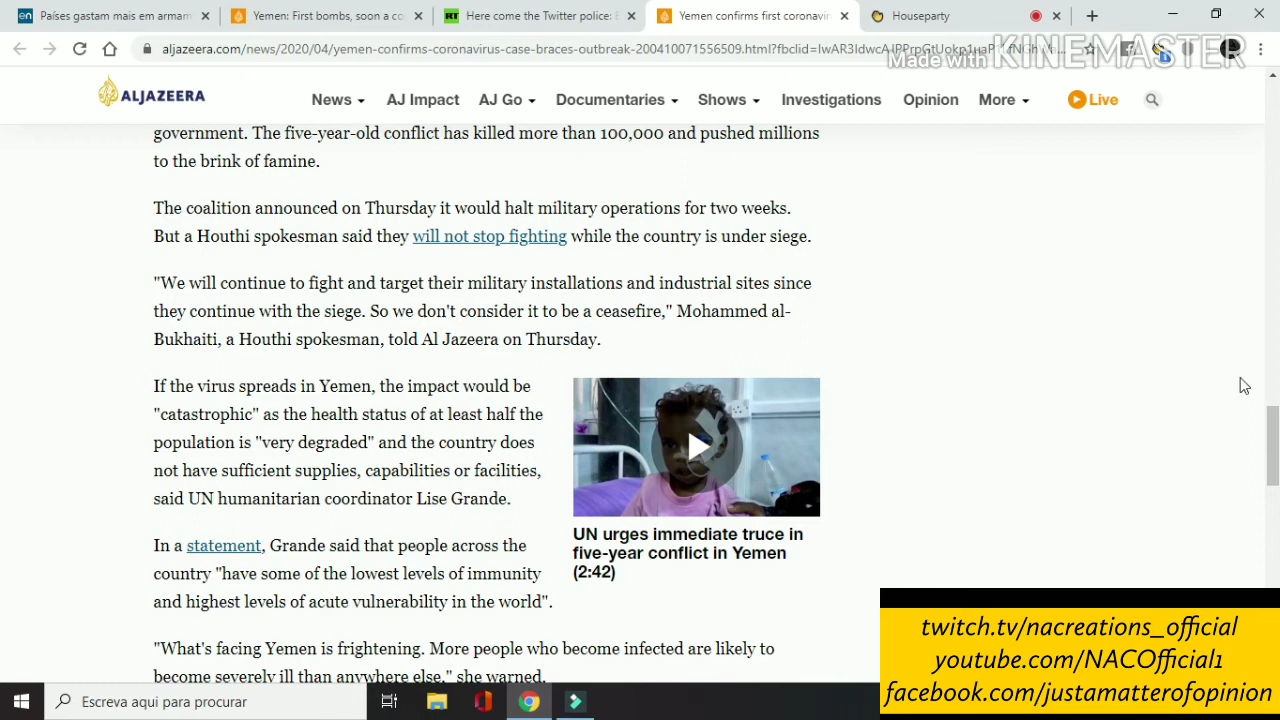 Países gastam mais em armam
Yemen: First bombs, soon a c
Here come the Twitter police: E
Yemen confirms first coronavir
Houseparty
aljazeera.com/news/2020/04/yemen-confirms-coronavirus-case-braces-outbreak-200410071556509.html?fbclid=
Made with KINEMASTER
ALJAZEERA
News AJ Impact AJ Go Documentaries Shows Investigations Opinion More Live
government. The five-year-old conflict has killed more than 100,000 and pushed millions
to the brink of famine.
The coalition announced on Thursday it would halt military operations for two weeks.
But a Houthi spokesman said they will not stop fighting while the country is under siege.
"We will continue to fight and target their military installations and industrial sites since
they continue with the siege. So we don't consider it to be a ceasefire," Mohammed al-
Bukhaiti, a Houthi spokesman, told Al Jazeera on Thursday.
If the virus spreads in Yemen, the impact would be
"catastrophic" as the health status of at least half the
population is "very degraded" and the country does
not have sufficient supplies, capabilities or facilities,
said UN humanitarian coordinator Lise Grande.
UN urges immediate truce in
five-year conflict in Yemen
(2:42)
In a statement, Grande said that people across the
country "have some of the lowest levels of immunity
and highest levels of acute vulnerability in the world".
"What's facing Yemen is frightening. More people who become infected are likely to
become severely ill than anywhere else," she warned.
twitch.tv/nacreations_official
youtube.com/NACOfficial1
facebook.com/justamatterofopinion
Escreva aqui para procurar